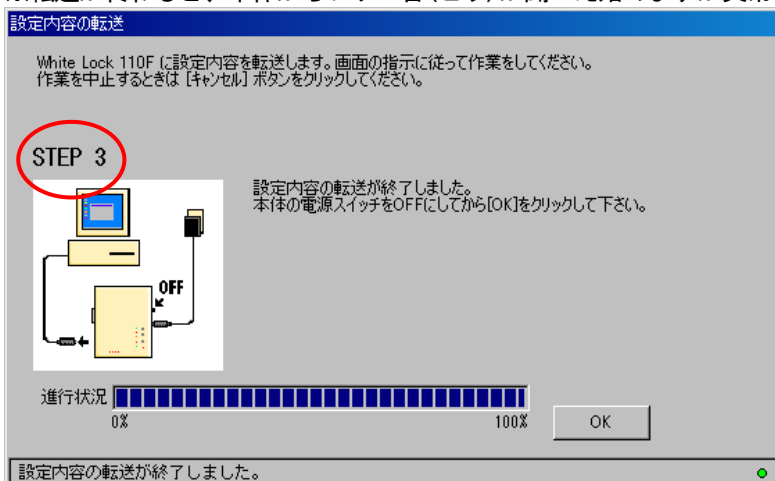 設定内容の転送
White Lock 110F に設定内容を転送します。画面の指示に従って作業をしてください。
作業を中止するときは [キャンセル] ボタンをクリックしてください。
STEP 3
設定内容の転送が終了しました。
本体の電源スイッチをOFFにしてから[OK]をクリックして下さい。
OFF
進行状況
0% 100%
OK
設定内容の転送が終了しました。